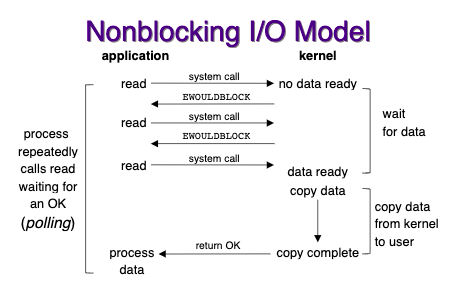 Nonblocking I/O Model
application
kernel
read
system call
no data ready
EWOULDBLOCK
read
system call
EWOULDBLOCK
read
system call
data ready
copy data
wait
for data
process
repeatedly
calls read
waiting for
an OK
(polling)
copy data
from kernel
to user
process
data
return OK
copy complete